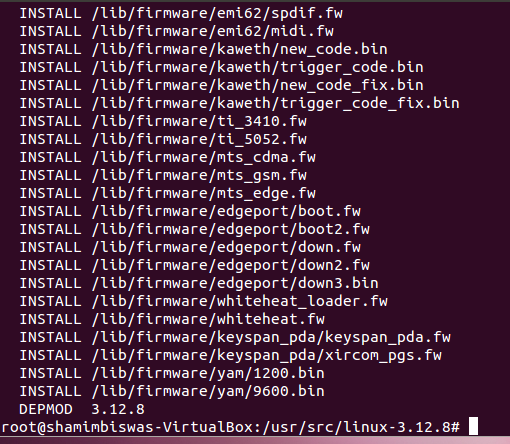 INSTALL /lib/firmware/emi62/spdif.fw
INSTALL /lib/firmware/emi62/midi.fw
INSTALL /lib/firmware/kaweth/new_code.bin
INSTALL /lib/firmware/kaweth/trigger_code.bin
INSTALL /lib/firmware/kaweth/new_code_fix.bin
INSTALL /lib/firmware/kaweth/trigger_code_fix.bin
INSTALL /lib/firmware/ti_3410.fw
INSTALL /lib/firmware/ti_5052.fw
INSTALL /lib/firmware/mts_cdma.fw
INSTALL /lib/firmware/mts_gsm.fw
INSTALL /lib/firmware/mts_edge.fw
INSTALL /lib/firmware/edgeport/boot.fw
INSTALL /lib/firmware/edgeport/boot2.fw
INSTALL /lib/firmware/edgeport/down.fw
INSTALL /lib/firmware/edgeport/down2.fw
INSTALL /lib/firmware/edgeport/down3.bin
INSTALL /lib/firmware/whiteheat_loader.fw
INSTALL /lib/firmware/whiteheat.fw
INSTALL /lib/firmware/keyspan_pda/keyspan_pda.fw
INSTALL /lib/firmware/keyspan_pda/xircom_pgs.fw
INSTALL /lib/firmware/yam/1200.bin
INSTALL /lib/firmware/yam/9600.bin
DEPMOD  3.12.8
root@shamimbiswas-VirtualBox:/usr/src/linux-3.12.8#